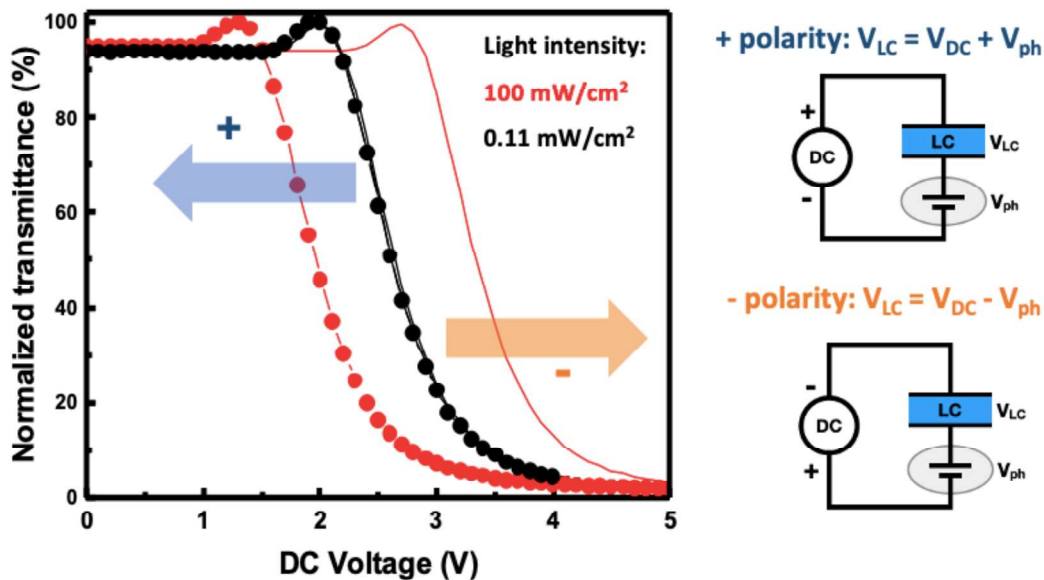 Normalized transmittance (%)
100
80
60
40
20
0
0 1 2 3 4 5
DC Voltage (V)
Light intensity:
100 mW/cm²
0.11 mW/cm²
+
-
+ polarity: V_LC = V_DC + V_ph
+
DC
-
LC
V_LC
V_ph
- polarity: V_LC = V_DC - V_ph
-
DC
+
LC
V_LC
V_ph